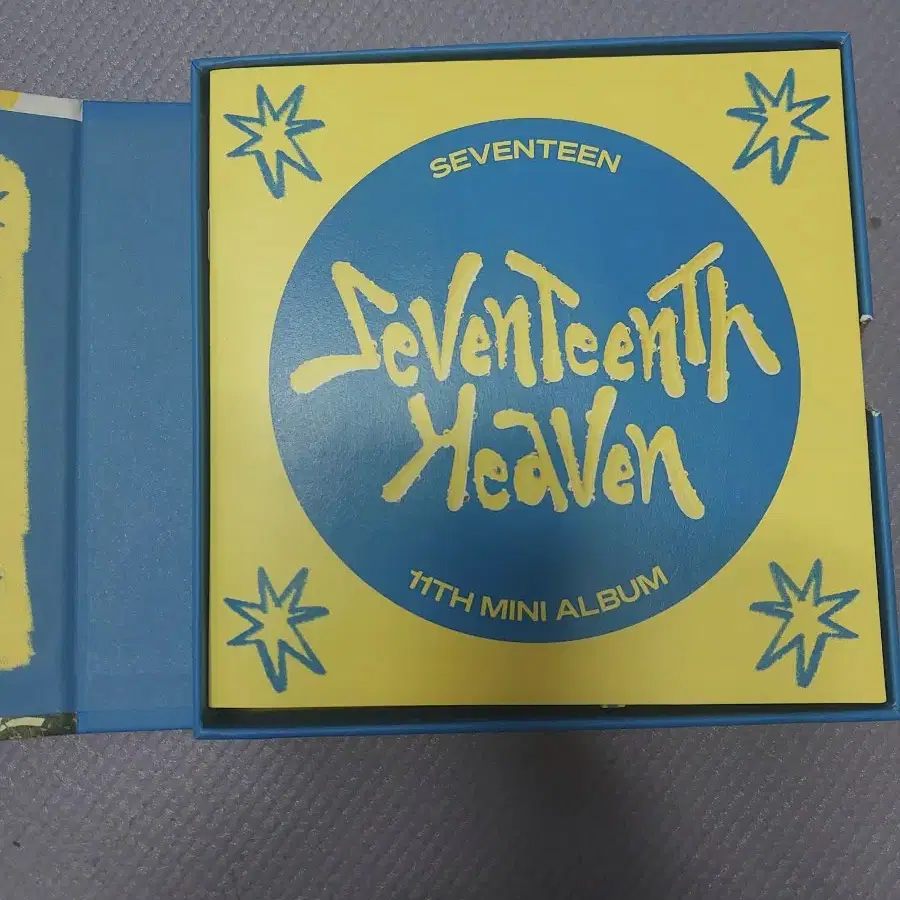 SEVENTEEN
SevenTeenTh
Heaven
11TH MINI ALBUM